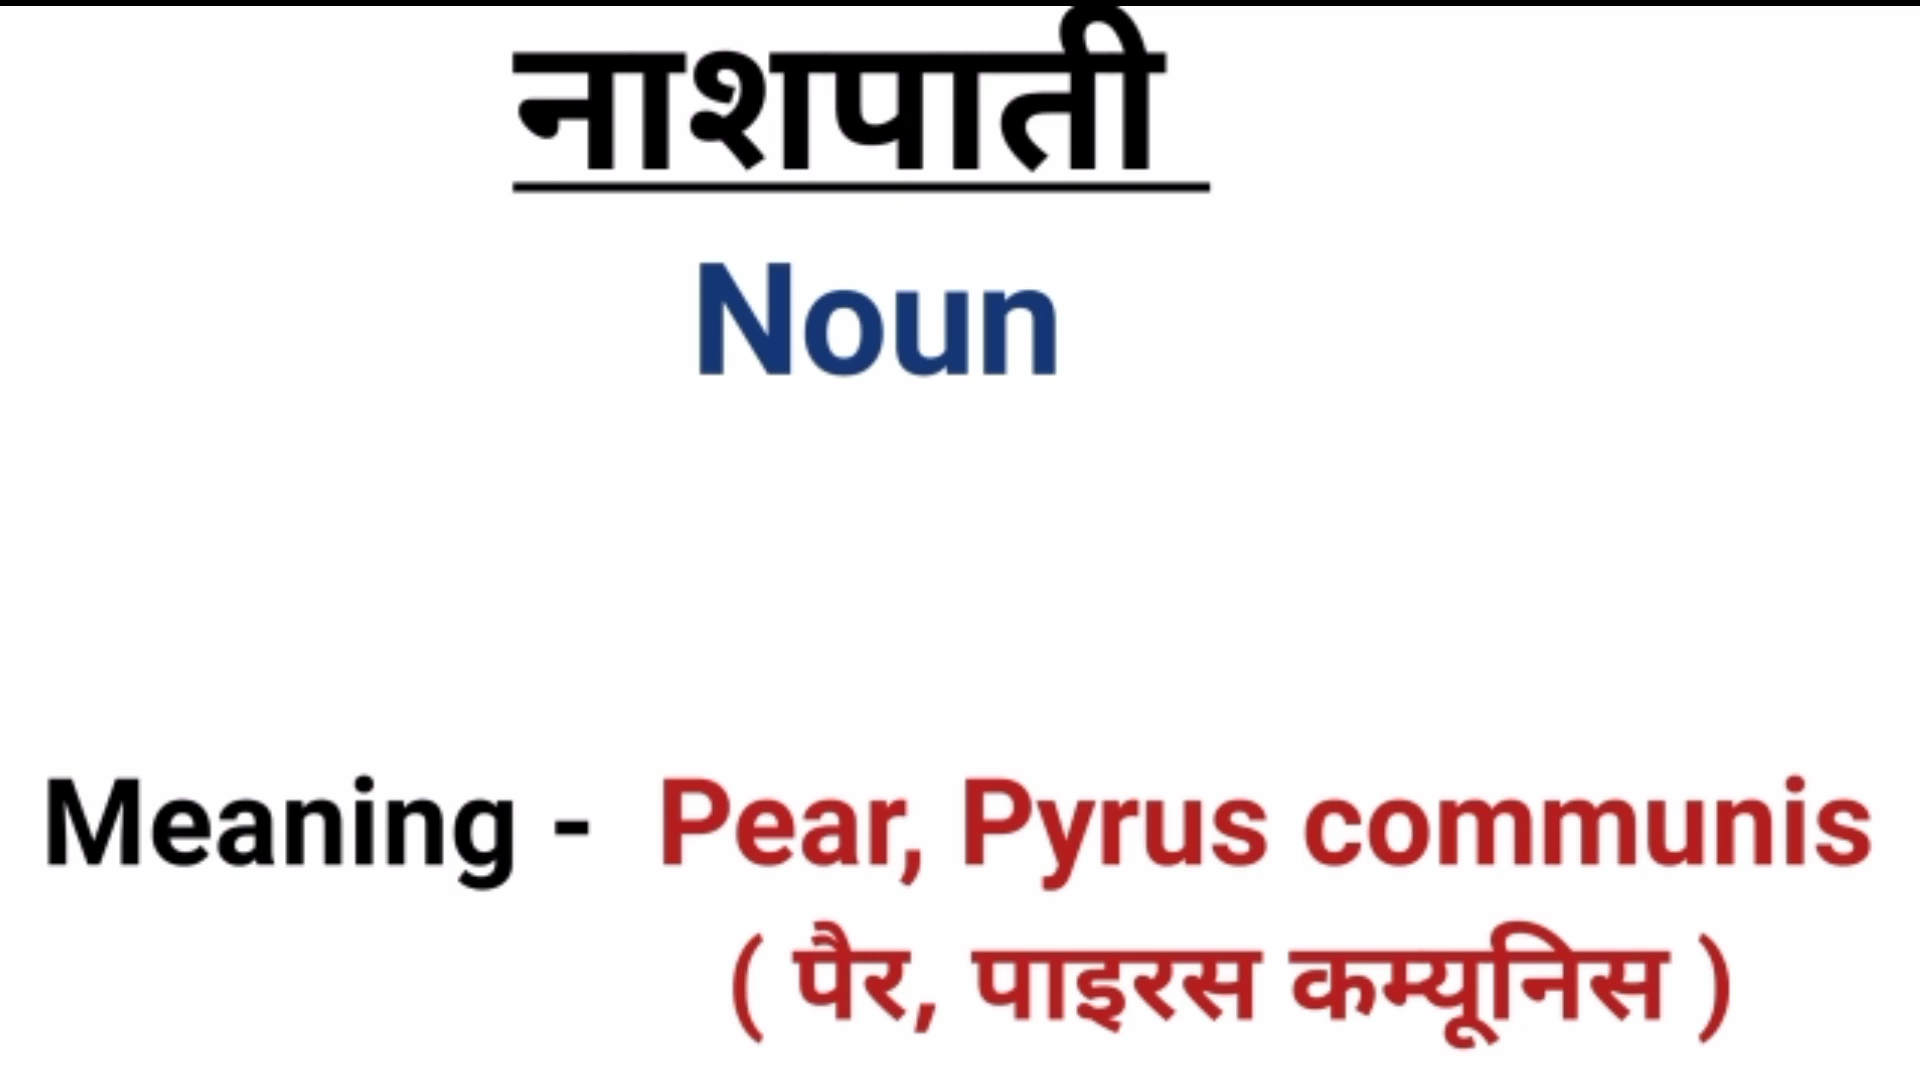 नाशपाती
Noun
Meaning - Pear, Pyrus communis
( पैर, पाइरस कम्यूनिस )